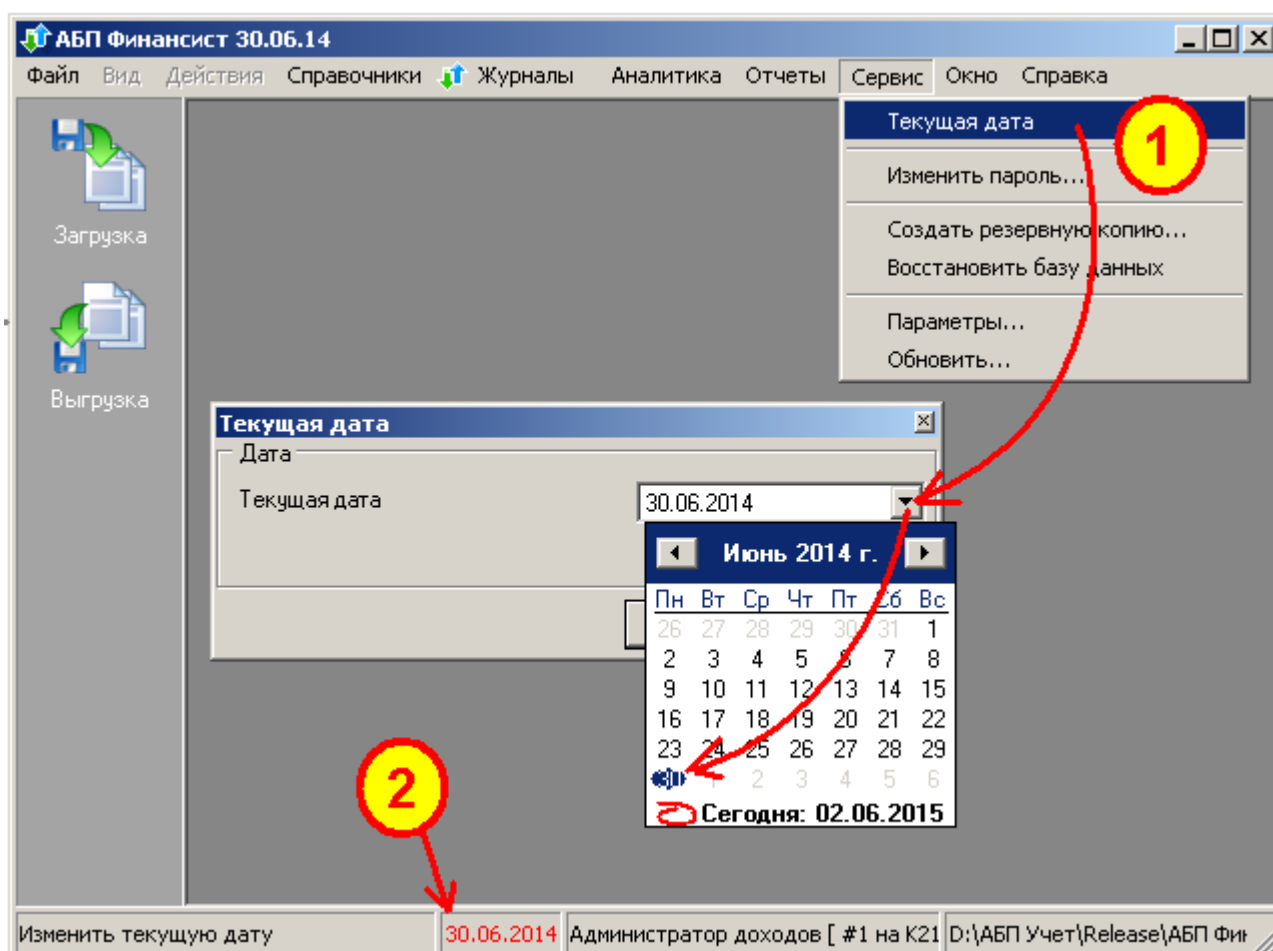 АБП Финансист 30.06.14
Файл Вид Действия Справочники Журналы Аналитика Отчеты Сервис Окно Справка
Текущая дата
1
Изменить пароль...
Создать резервную копию...
Восстановить базу данных
Параметры...
Обновить...
Загрузка
Выгрузка
Текущая дата
Дата
Текущая дата 30.06.2014
Июнь 2014 г.
Пн Вт Ср Чт Пт Сб Вс
26 27 28 29 30 31 1
2 3 4 5 6 7 8
9 10 11 12 13 14 15
16 17 18 19 20 21 22
23 24 25 26 27 28 29
30 1 2 3 4 5 6
Сегодня: 02.06.2015
2
Изменить текущую дату 30.06.2014 Администратор доходов [ #1 на K21 D:\АБП Учет\Release\АБП Фин